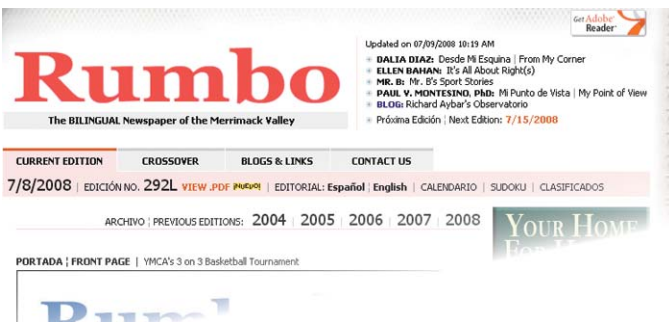 Get Adobe
Reader
Rumbo
The BILINGUAL Newspaper of the Merrimack Valley
Updated on 07/09/2008 10:19 AM
DALIA DIAZ: Desde Mi Esquina | From My Corner
ELLEN BAHAN: It's All About Right(s)
MR. B: Mr. B's Sport Stories
PAUL V. MONTESINO, PhD: Mi Punto de Vista | My Point of View
BLOG: Richard Aybar's Observatorio
Próxima Edición | Next Edition: 7/15/2008
CURRENT EDITION CROSSOVER BLOGS & LINKS CONTACT US
7/8/2008 | EDICIÓN NO. 292L VIEW .PDF ¡NUEVO! | EDITORIAL: Español | English | CALENDARIO | SUDOKU | CLASIFICADOS
ARCHIVO | PREVIOUS EDITIONS: 2004 | 2005 | 2006 | 2007 | 2008
YOUR HOME
PORTADA | FRONT PAGE | YMCA's 3 on 3 Basketball Tournament
Rumb